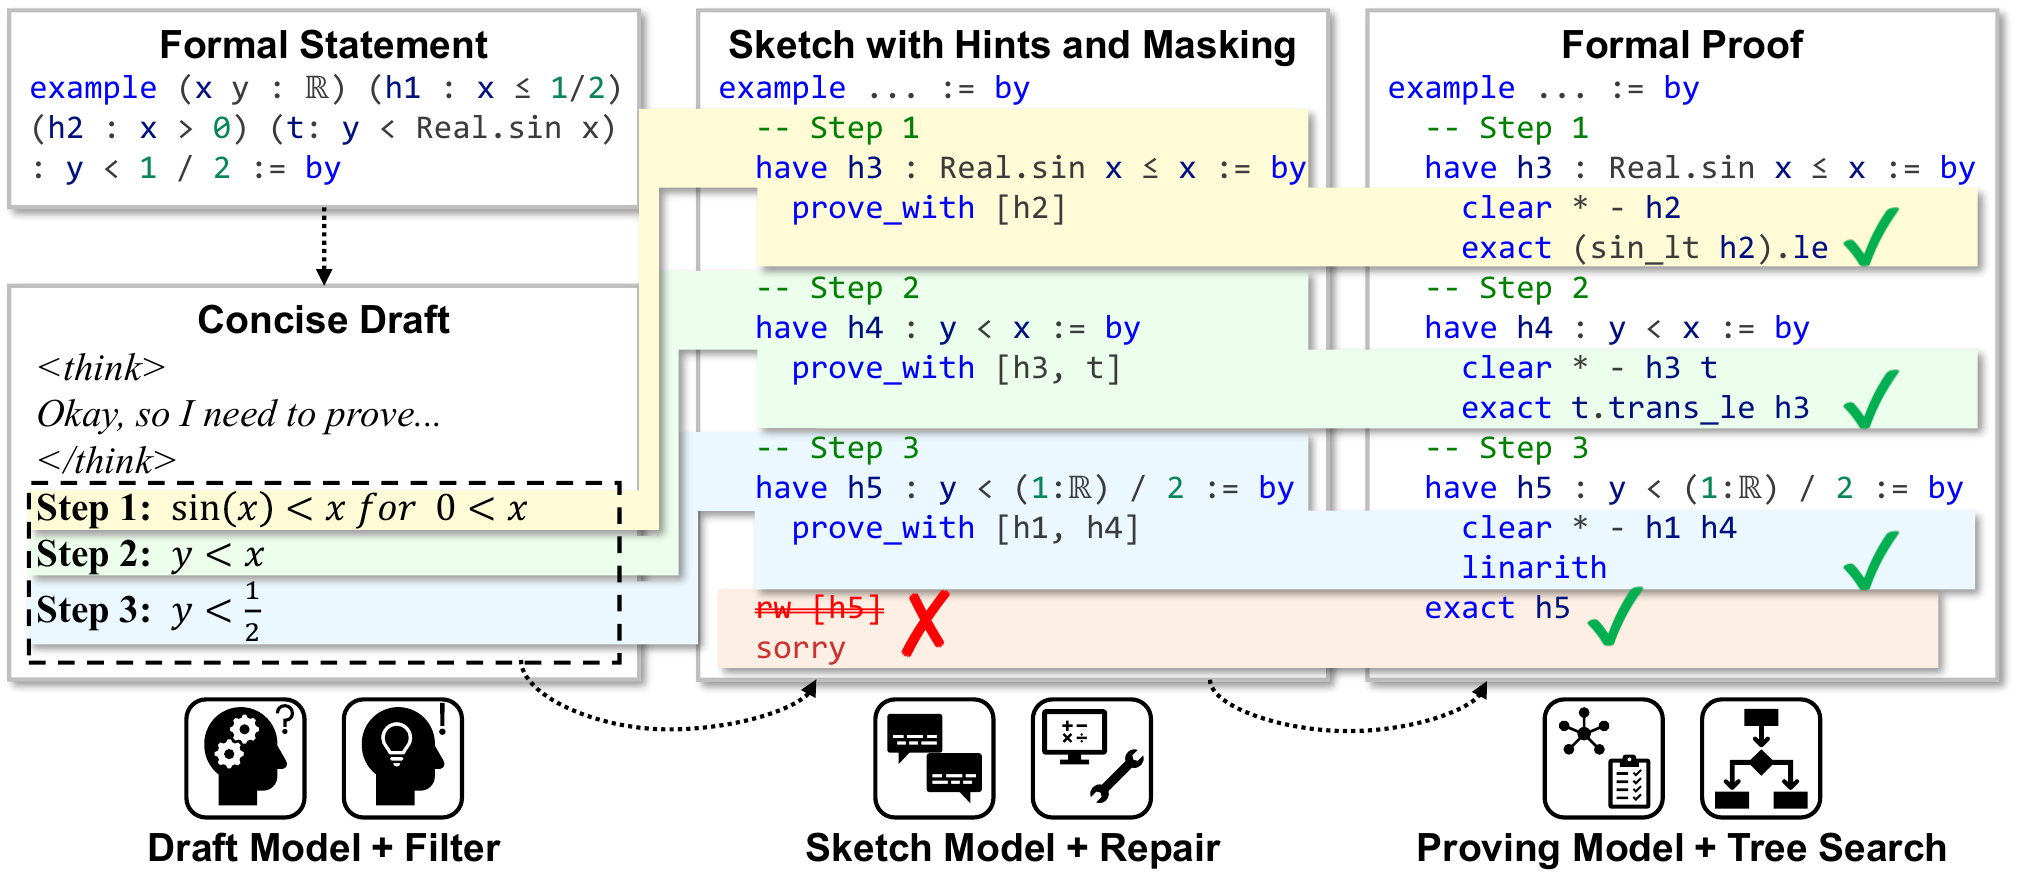 Formal Statement
example (x y : ℝ) (h1 : x ≤ 1/2)
(h2 : x > 0) (t: y < Real.sin x)
: y < 1 / 2 := by
Concise Draft
<think>
Okay, so I need to prove...
</think>
Step 1: sin(x) < x for 0 < x
Step 2: y < x
Step 3: y < 1/2
Draft Model + Filter
Sketch with Hints and Masking
example ... := by
-- Step 1
have h3 : Real.sin x ≤ x := by
prove_with [h2]
-- Step 2
have h4 : y < x := by
prove_with [h3, t]
-- Step 3
have h5 : y < (1:ℝ) / 2 := by
prove_with [h1, h4]
rw [h5]
sorry
Sketch Model + Repair
Formal Proof
example ... := by
-- Step 1
have h3 : Real.sin x ≤ x := by
clear * - h2
exact (sin_lt h2).le
-- Step 2
have h4 : y < x := by
clear * - h3 t
exact t.trans_le h3
-- Step 3
have h5 : y < (1:ℝ) / 2 := by
clear * - h1 h4
linarith
exact h5
Proving Model + Tree Search